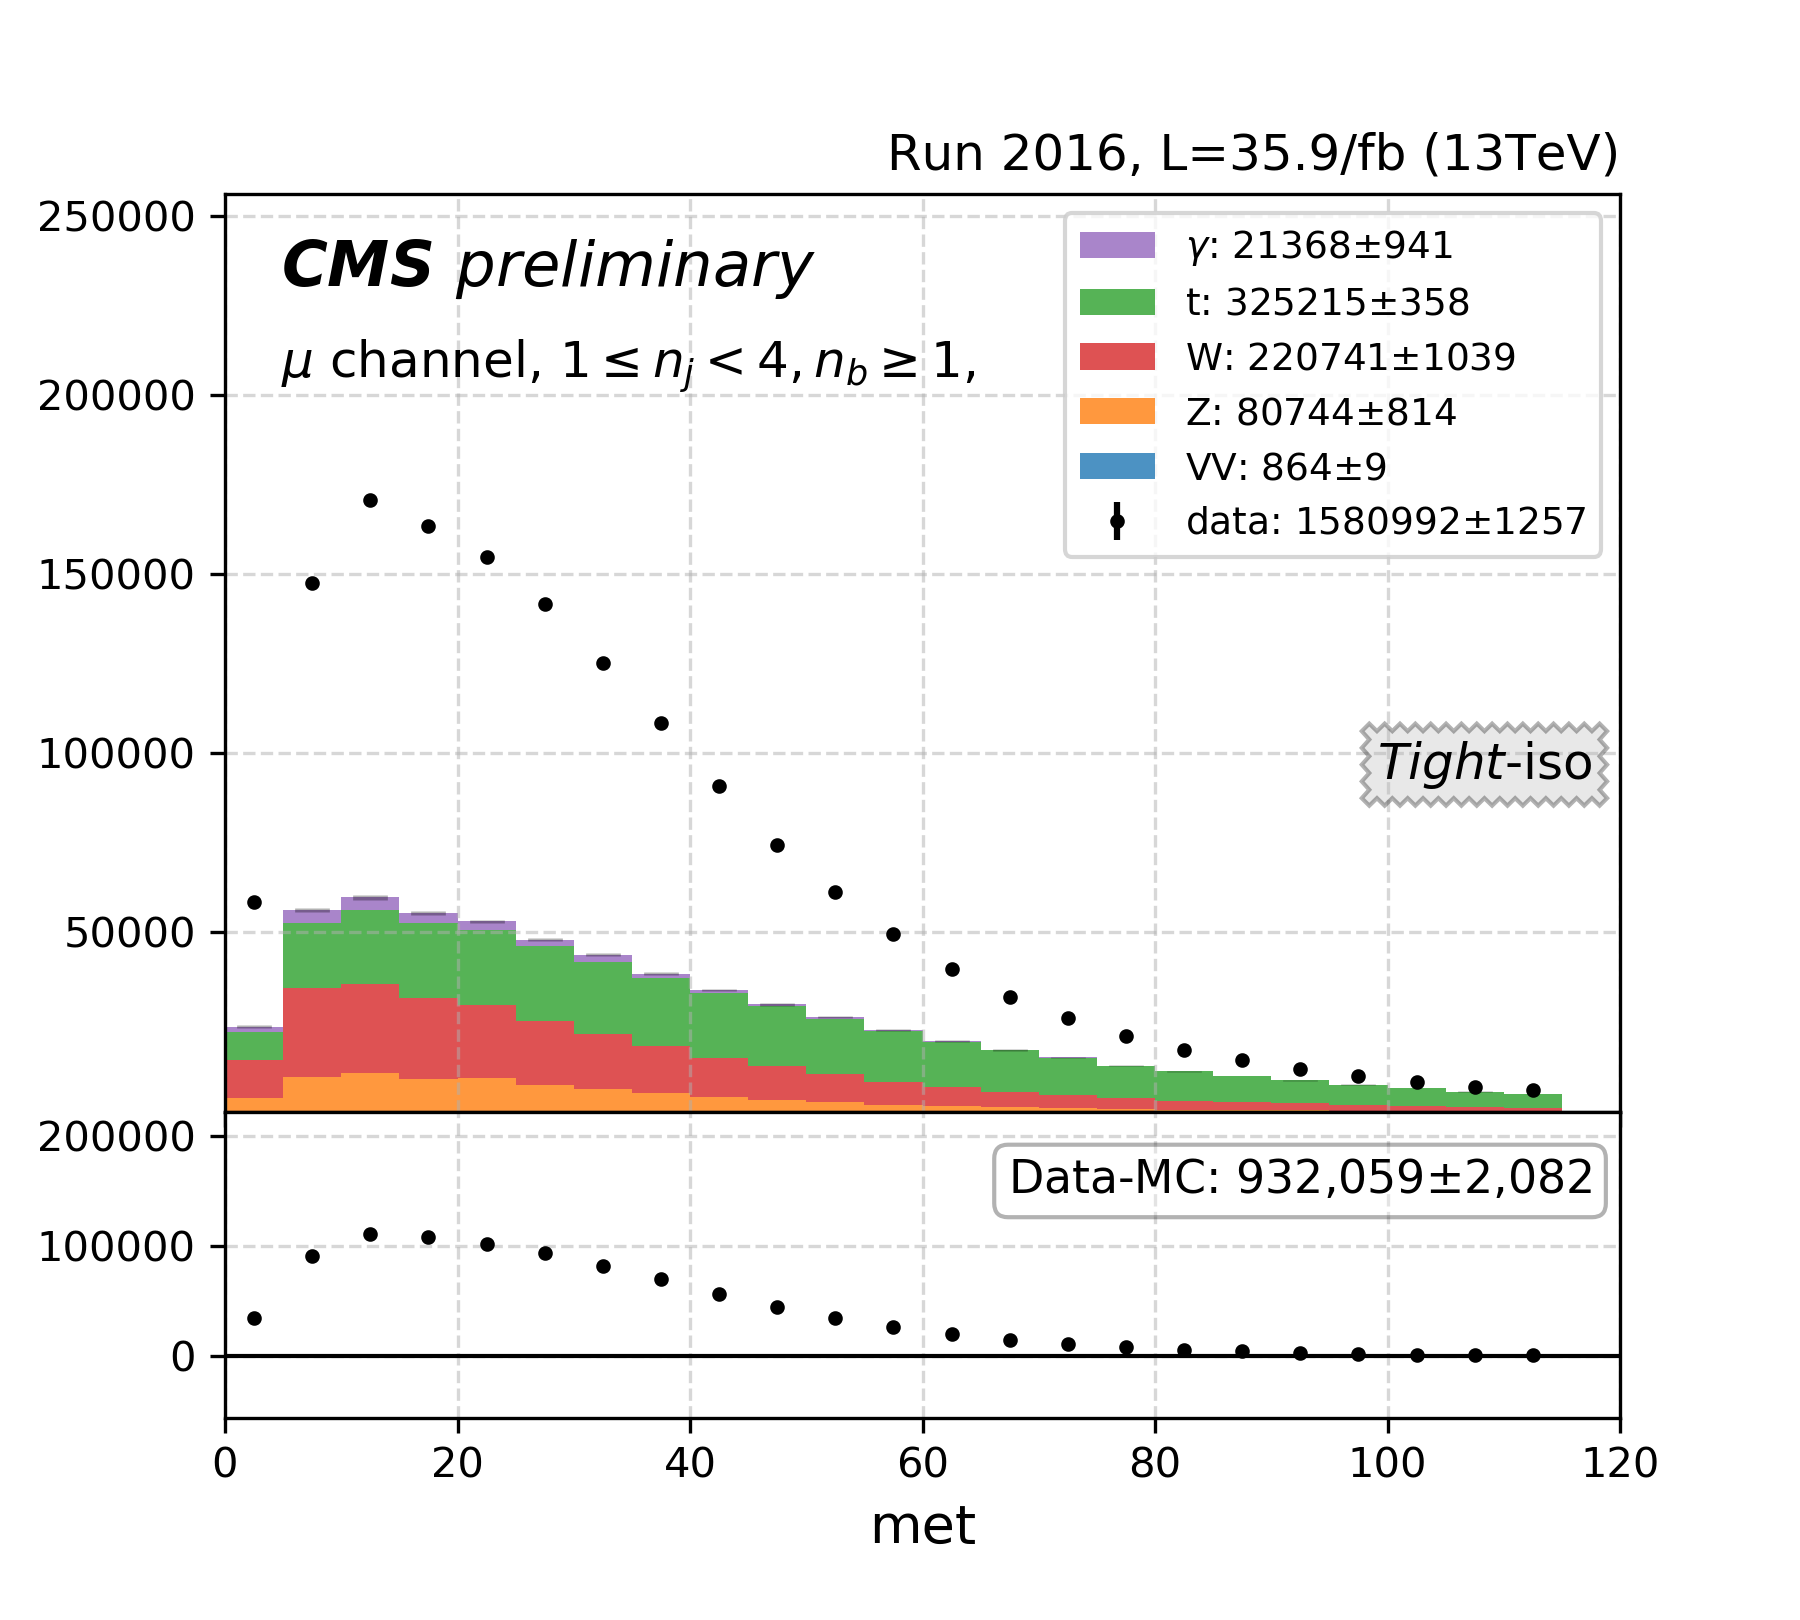 Run 2016, L=35.9/fb (13TeV)
250000
200000
150000
100000
50000
CMS preliminary
μ channel, 1 ≤ n_j < 4, n_b ≥ 1,
γ: 21368±941
t: 325215±358
W: 220741±1039
Z: 80744±814
VV: 864±9
data: 1580992±1257
Tight-iso
200000
100000
0
Data-MC: 932,059±2,082
0 20 40 60 80 100 120
met